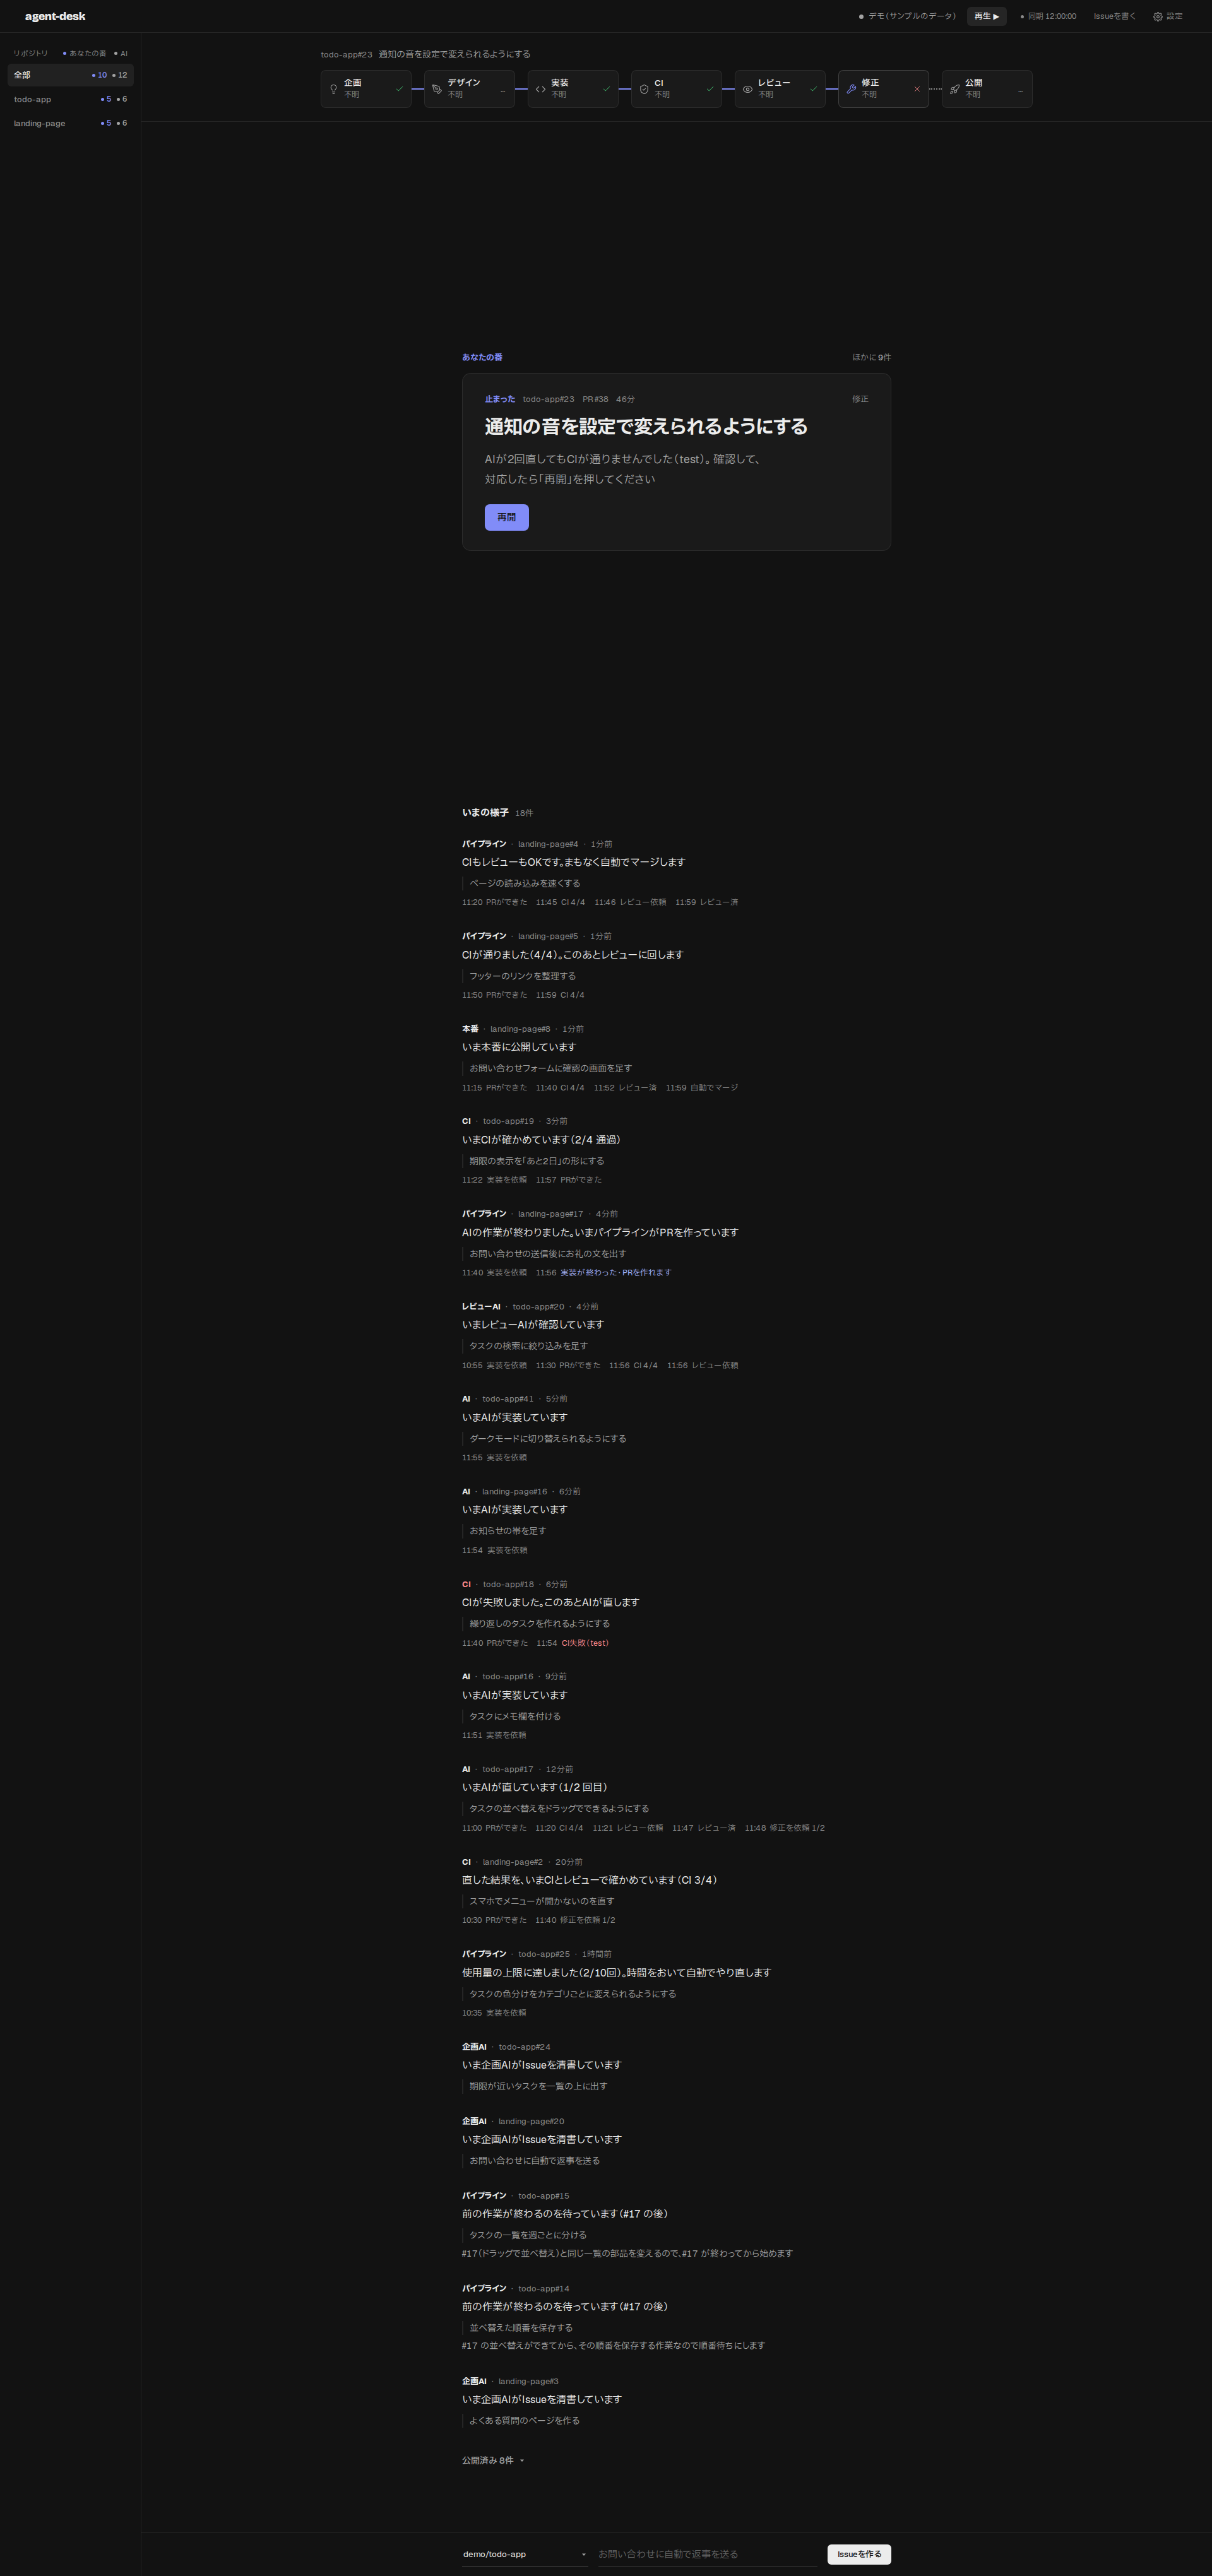 agent-desk
デモ（サンプルのデータ）
再生 ▶
同期 12:00:00
Issueを書く
設定
リポジトリ
あなたの番
AI
全部 10 12
todo-app 5 6
landing-page 5 6
todo-app#23 通知の音を設定で変えられるようにする
企画
不明
デザイン
不明
–
実装
不明
CI
不明
レビュー
不明
修正
不明
公開
不明
–
あなたの番
ほかに9件
止まった todo-app#23 PR#38 46分
修正
通知の音を設定で変えられるようにする
AIが2回直してもCIが通りませんでした（test）。確認して、
対応したら「再開」を押してください
再開
いまの様子 18件
パイプライン · landing-page#4 · 1分前
CIもレビューもOKです。まもなく自動でマージします
ページの読み込みを速くする
11:20 PRができた 11:45 CI 4/4 11:46 レビュー依頼 11:59 レビュー済
パイプライン · landing-page#5 · 1分前
CIが通りました（4/4）。このあとレビューに回します
フッターのリンクを整理する
11:50 PRができた 11:59 CI 4/4
本番 · landing-page#8 · 1分前
いま本番に公開しています
お問い合わせフォームに確認の画面を足す
11:15 PRができた 11:40 CI 4/4 11:52 レビュー済 11:59 自動でマージ
CI · todo-app#19 · 3分前
いまCIが確かめています（2/4 通過）
期限の表示を「あと2日」の形にする
11:22 実装を依頼 11:57 PRができた
パイプライン · landing-page#17 · 4分前
AIの作業が終わりました。いまパイプラインがPRを作っています
お問い合わせの送信後にお礼の文を出す
11:40 実装を依頼 11:56 実装が終わった · PRを作れます
レビューAI · todo-app#20 · 4分前
いまレビューAIが確認しています
タスクの検索に絞り込みを足す
10:55 実装を依頼 11:30 PRができた 11:56 CI 4/4 11:56 レビュー依頼
AI · todo-app#41 · 5分前
いまAIが実装しています
ダークモードに切り替えられるようにする
11:55 実装を依頼
AI · landing-page#16 · 6分前
いまAIが実装しています
お知らせの帯を足す
11:54 実装を依頼
CI · todo-app#18 · 6分前
CIが失敗しました。このあとAIが直します
繰り返しのタスクを作れるようにする
11:40 PRができた 11:54 CI失敗（test）
AI · todo-app#16 · 9分前
いまAIが実装しています
タスクにメモ欄を付ける
11:51 実装を依頼
AI · todo-app#17 · 12分前
いまAIが直しています（1/2 回目）
タスクの並べ替えをドラッグでできるようにする
11:00 PRができた 11:20 CI 4/4 11:21 レビュー依頼 11:47 レビュー済 11:48 修正を依頼 1/2
CI · landing-page#2 · 20分前
直した結果を、いまCIとレビューで確かめています（CI 3/4）
スマホでメニューが開かないのを直す
10:30 PRができた 11:40 修正を依頼 1/2
パイプライン · todo-app#25 · 1時間前
使用量の上限に達しました（2/10回）。時間をおいて自動でやり直します
タスクの色分けをカテゴリごとに変えられるようにする
10:35 実装を依頼
企画AI · todo-app#24
いま企画AIがIssueを清書しています
期限が近いタスクを一覧の上に出す
企画AI · landing-page#20
いま企画AIがIssueを清書しています
お問い合わせに自動で返事を送る
パイプライン · todo-app#15
前の作業が終わるのを待っています（#17 の後）
タスクの一覧を週ごとに分ける
#17（ドラッグで並べ替え）と同じ一覧の部品を変えるので、#17 が終わってから始めます
パイプライン · todo-app#14
前の作業が終わるのを待っています（#17 の後）
並べ替えた順番を保存する
#17 の並べ替えができてから、その順番を保存する作業なので順番待ちにします
企画AI · landing-page#3
いま企画AIがIssueを清書しています
よくある質問のページを作る
公開済み 8件
demo/todo-app
お問い合わせに自動で返事を送る
Issueを作る